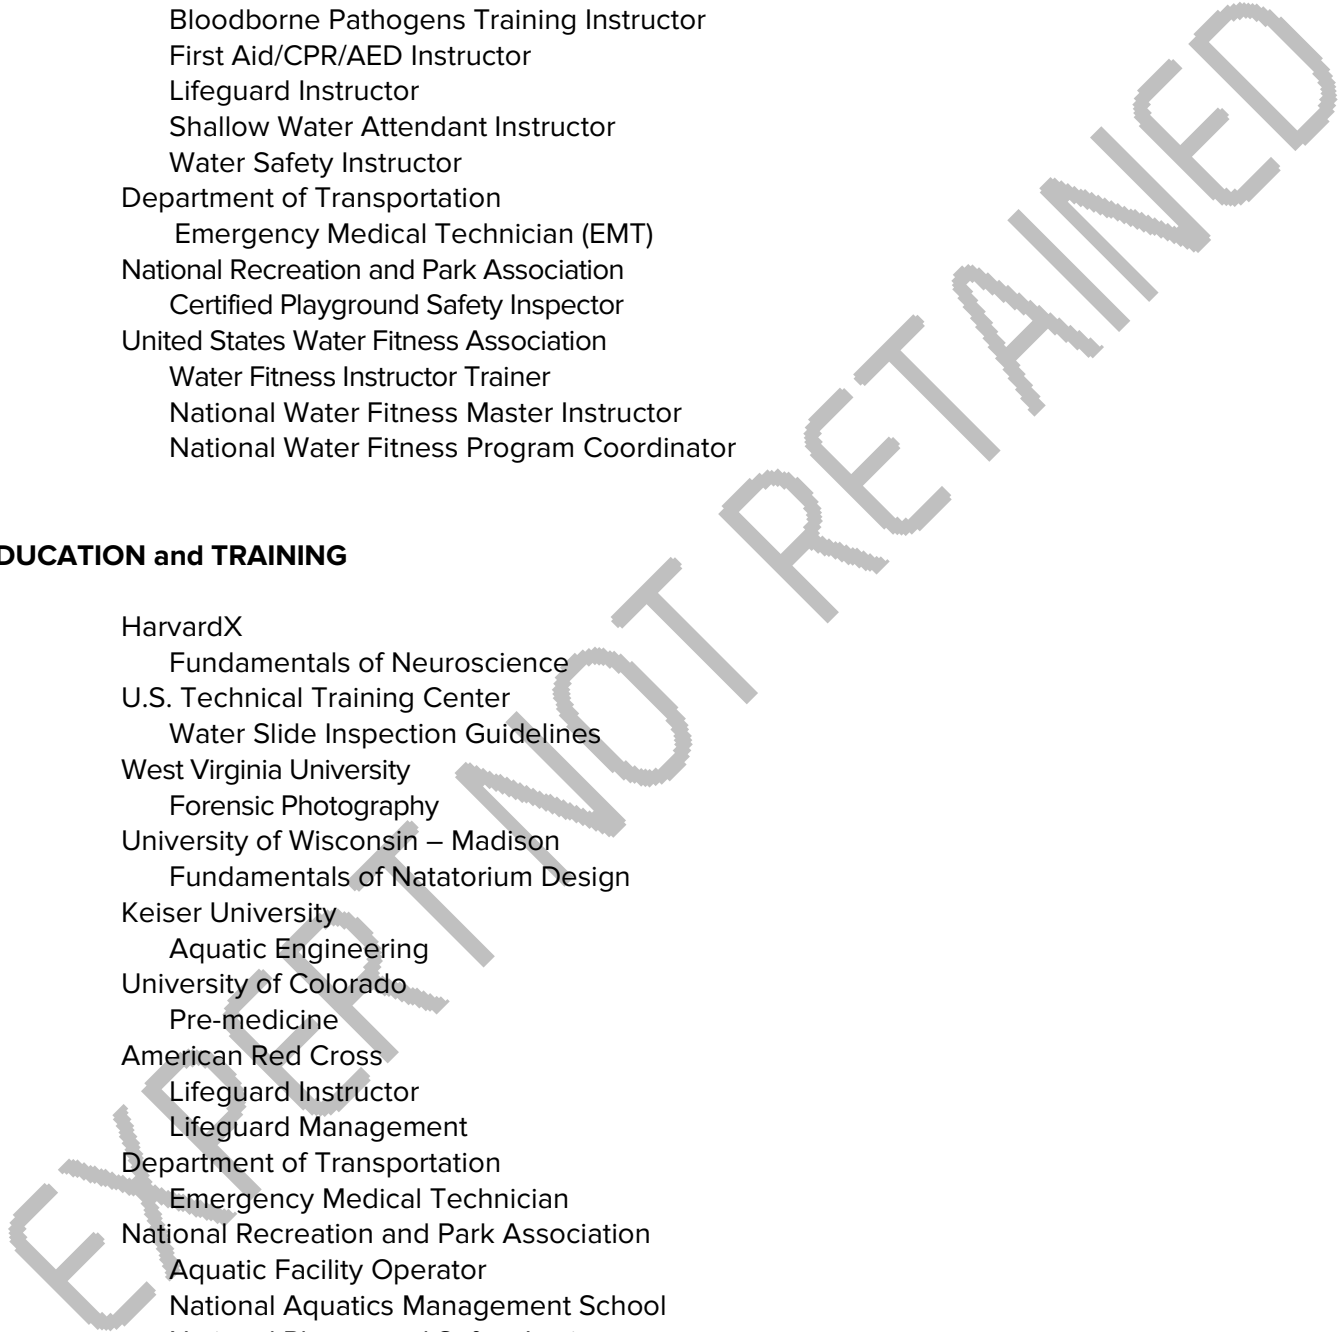 Bloodborne Pathogens Training Instructor
First Aid/CPR/AED Instructor
Lifeguard Instructor
Shallow Water Attendant Instructor
Water Safety Instructor
Department of Transportation
Emergency Medical Technician (EMT)
National Recreation and Park Association
Certified Playground Safety Inspector
United States Water Fitness Association
Water Fitness Instructor Trainer
National Water Fitness Master Instructor
National Water Fitness Program Coordinator
DUCATION and TRAINING
HarvardX
Fundamentals of Neuroscience
U.S. Technical Training Center
Water Slide Inspection Guidelines
West Virginia University
Forensic Photography
University of Wisconsin – Madison
Fundamentals of Natatorium Design
Keiser University
Aquatic Engineering
University of Colorado
Pre-medicine
American Red Cross
Lifeguard Instructor
Lifeguard Management
Department of Transportation
Emergency Medical Technician
National Recreation and Park Association
Aquatic Facility Operator
National Aquatics Management School
EXPERT NOT RETAINED